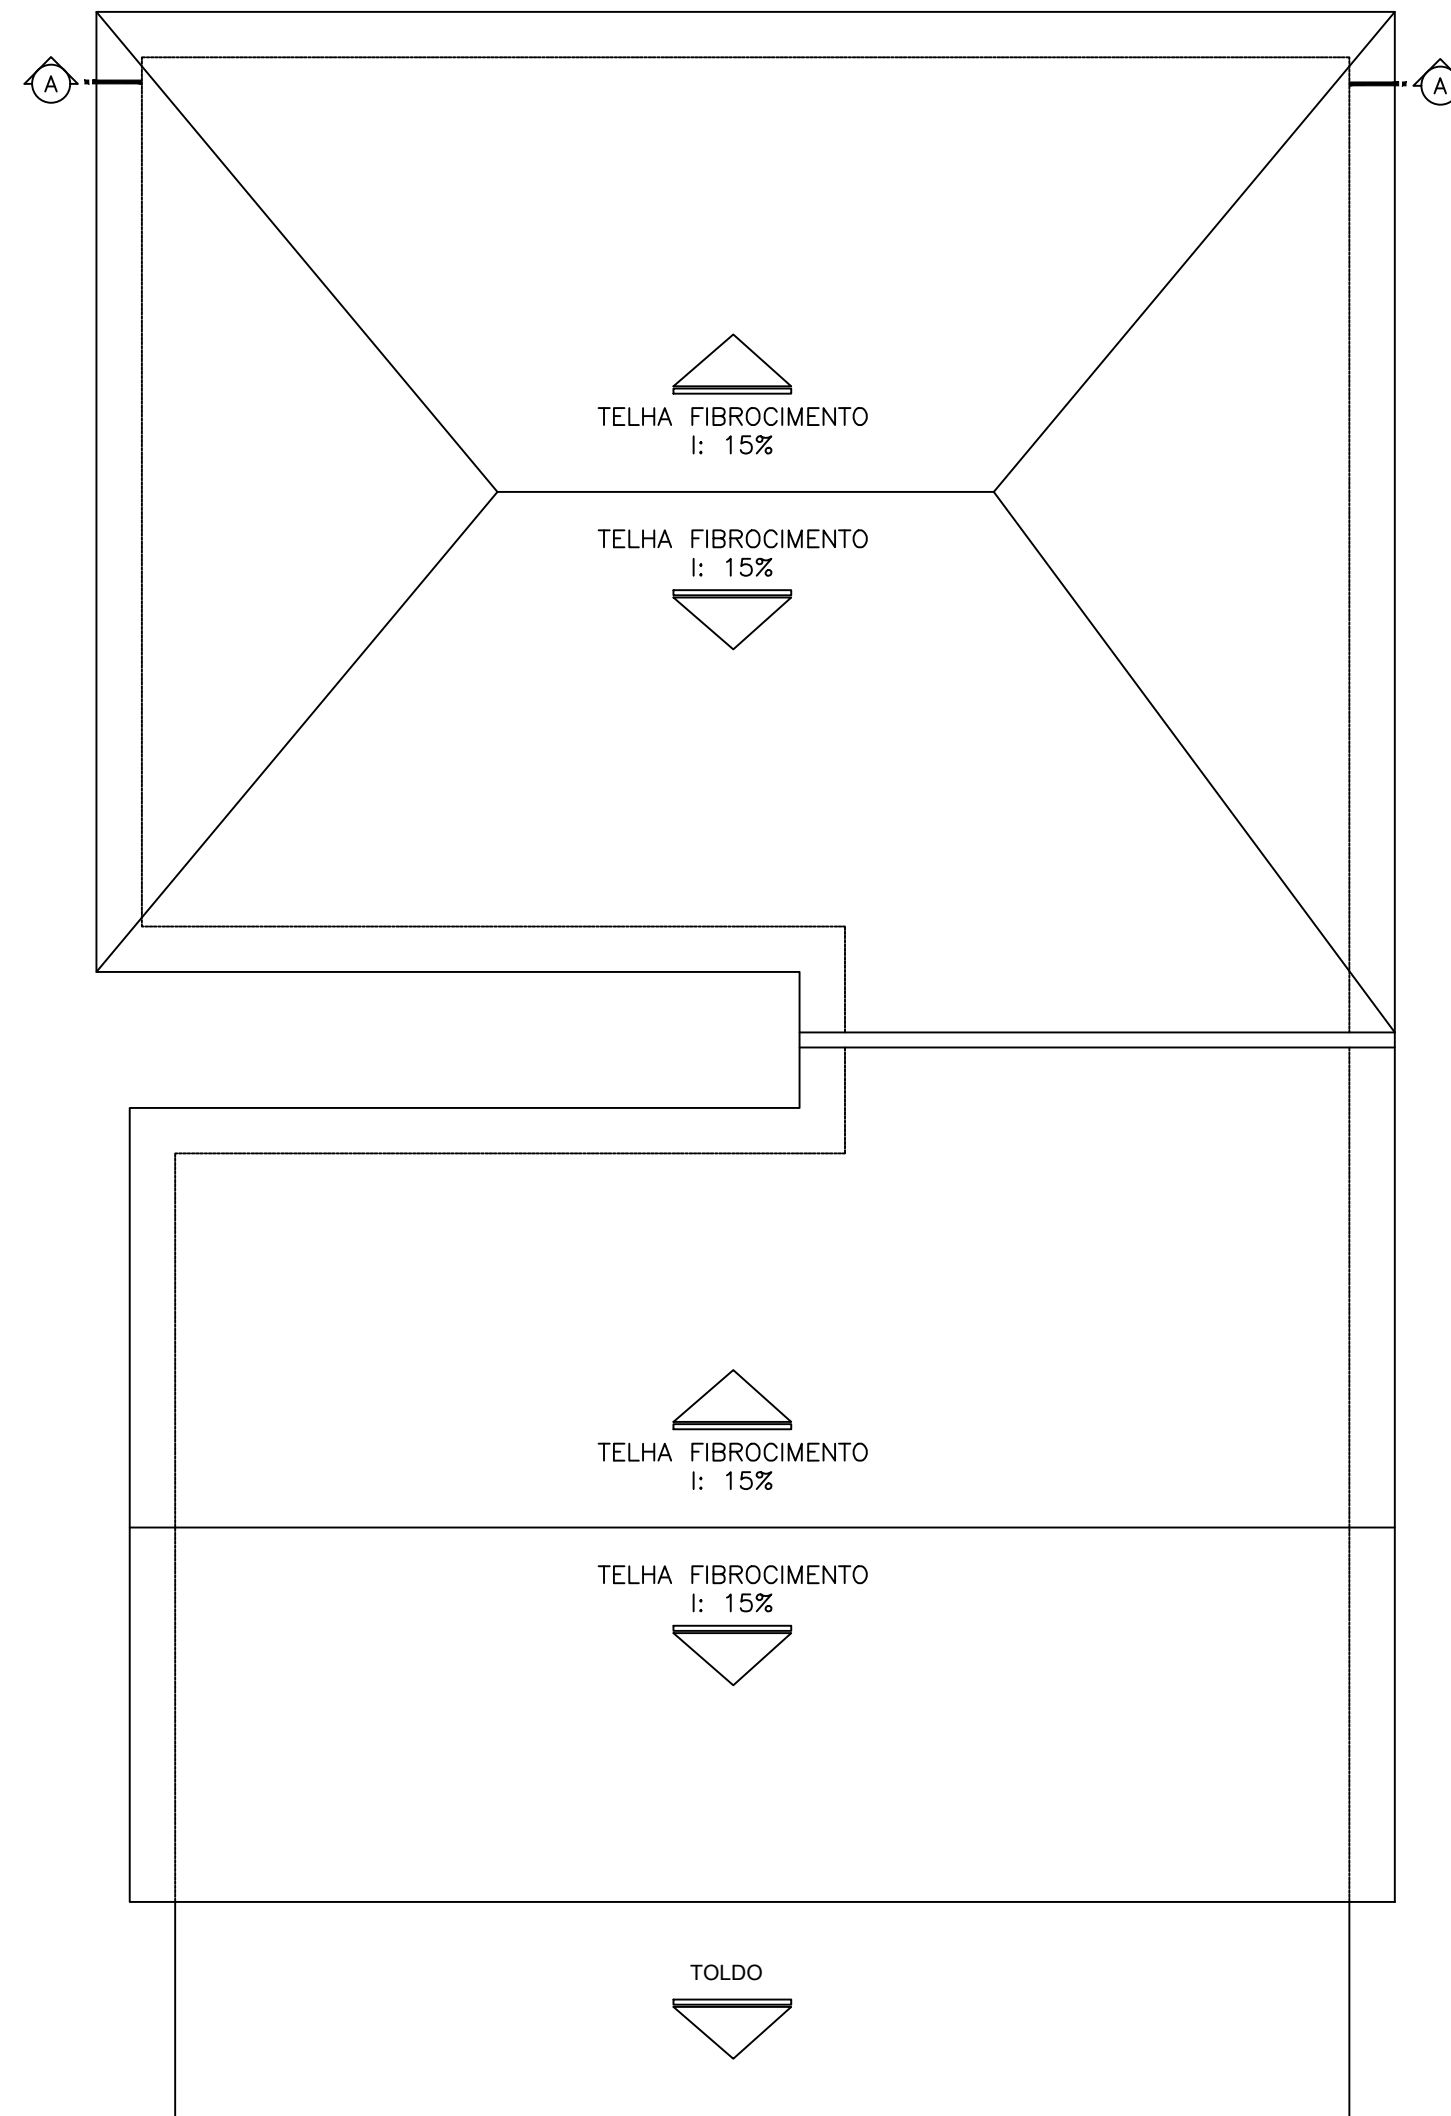 A
A
TELHA FIBROCIMENTO
I: 15%
TELHA FIBROCIMENTO
I: 15%
TELHA FIBROCIMENTO
I: 15%
TELHA FIBROCIMENTO
I: 15%
TOLDO